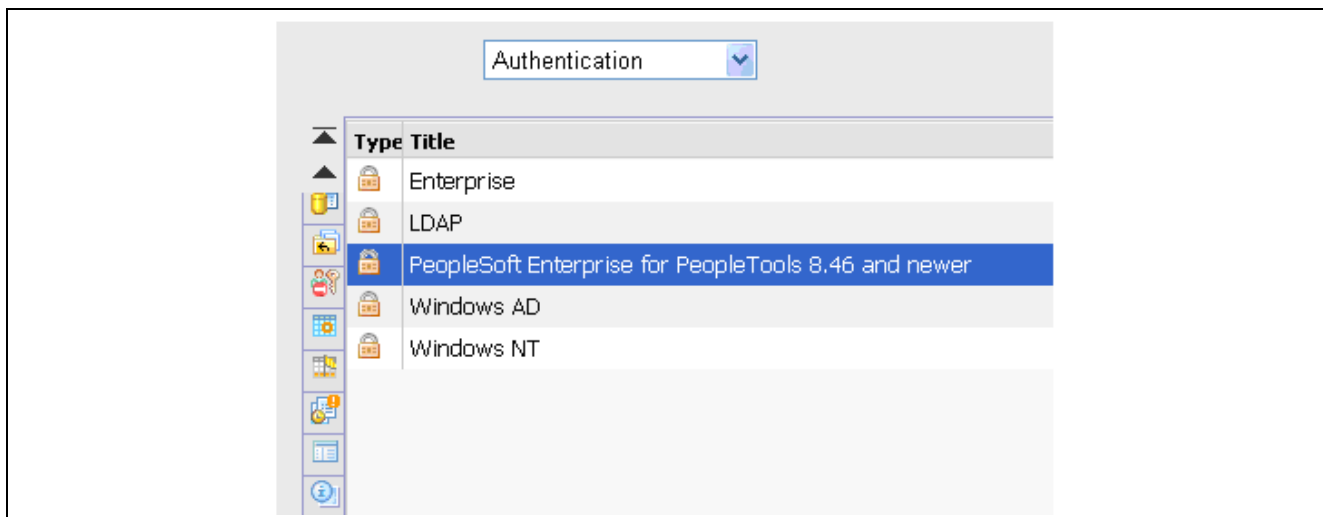 Authentication
Type Title
Enterprise
LDAP
PeopleSoft Enterprise for PeopleTools 8.46 and newer
Windows AD
Windows NT